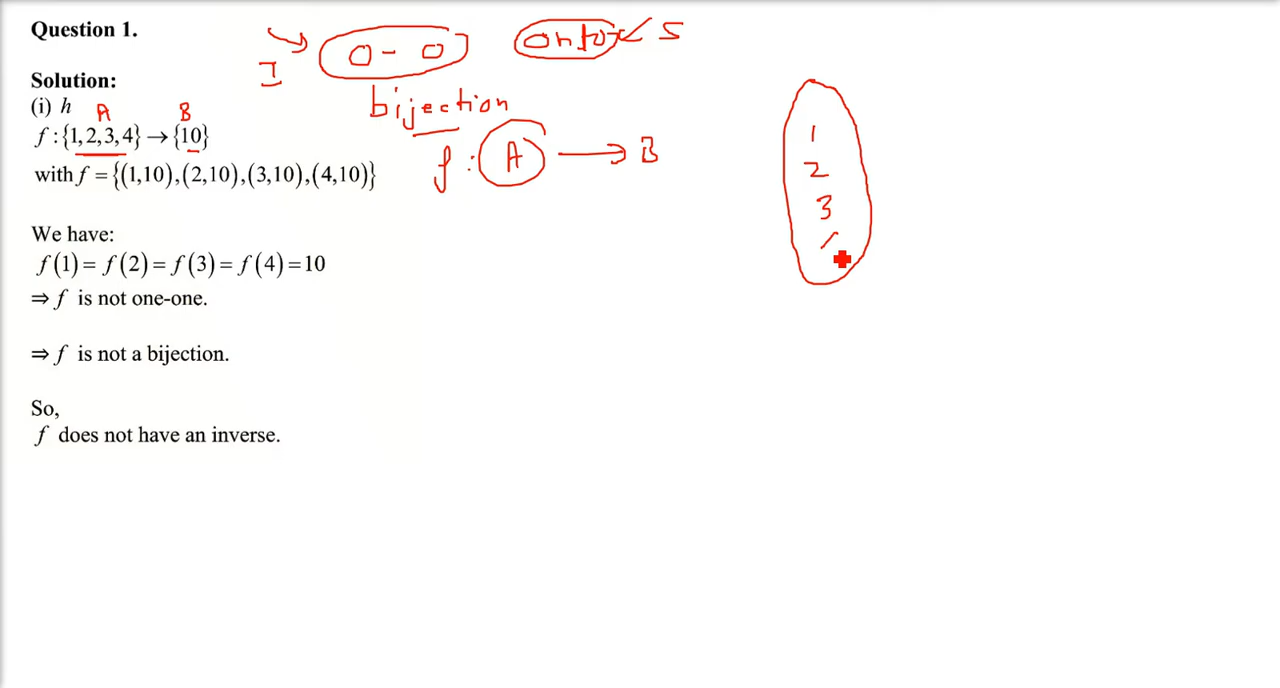 Question 1.
I O-O onto S
Solution:
bijection
(i) h
A B
f : {1,2,3,4} → {10}
f : A → B
with f = {(1,10),(2,10),(3,10),(4,10)}
1
2
3
We have:
f(1) = f(2) = f(3) = f(4) = 10
⇒ f is not one-one.
⇒ f is not a bijection.
So,
f does not have an inverse.